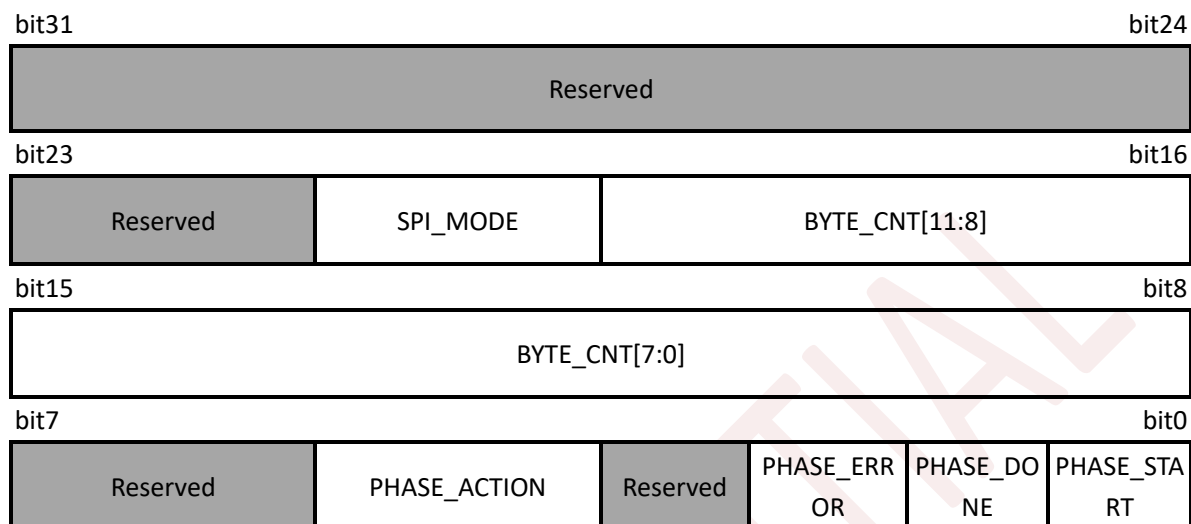 bit31 bit24
Reserved
bit23 bit16
Reserved SPI_MODE BYTE_CNT[11:8]
bit15 bit8
BYTE_CNT[7:0]
bit7 bit0
Reserved PHASE_ACTION Reserved PHASE_ERR PHASE_DO PHASE_STA
OR NE RT
TIAL